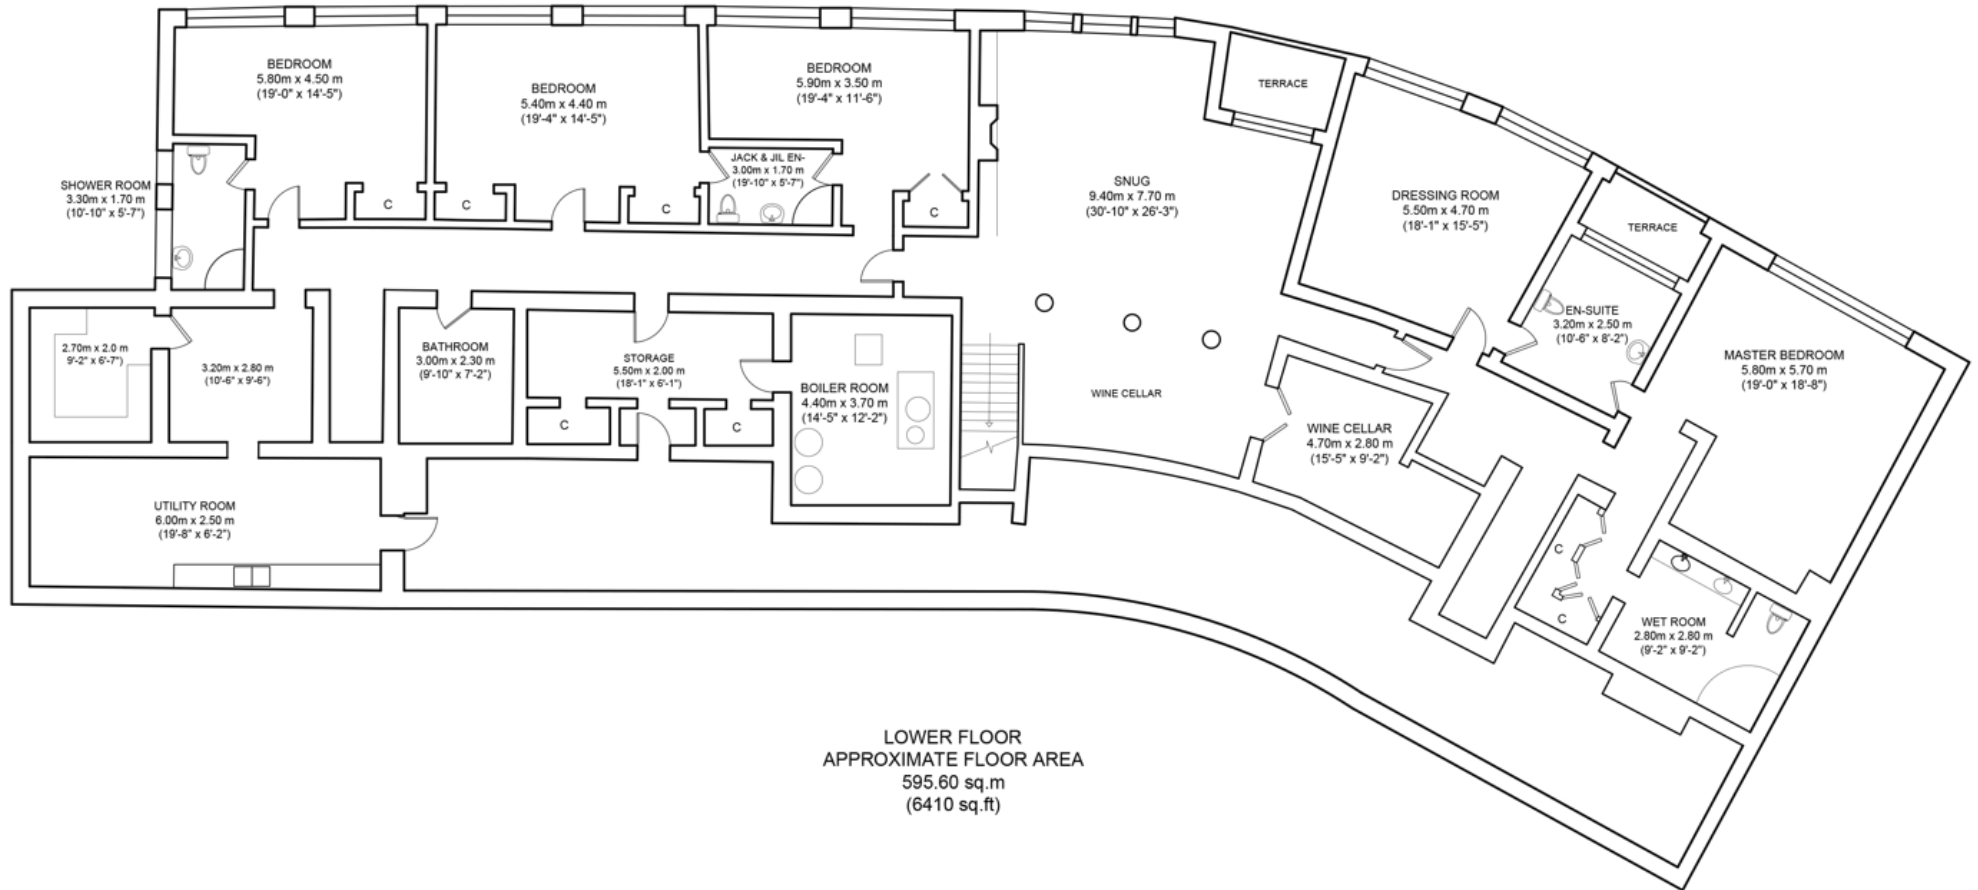 BEDROOM
5.80m x 4.50 m
(19'-0" x 14'-5")
BEDROOM
5.40m x 4.40 m
(19'-4" x 14'-5")
BEDROOM
5.90m x 3.50 m
(19'-4" x 11'-6")
TERRACE
JACK & JIL EN-
3.00m x 1.70 m
(19'-10" x 5'-7")
SHOWER ROOM
3.30m x 1.70 m
(10'-10" x 5'-7")
C
C
C
C
SNUG
9.40m x 7.70 m
(30'-10" x 26'-3")
DRESSING ROOM
5.50m x 4.70 m
(18'-1" x 15'-5")
TERRACE
EN-SUITE
3.20m x 2.50 m
(10'-6" x 8'-2")
MASTER BEDROOM
5.80m x 5.70 m
(19'-0" x 18'-8")
2.70m x 2.0 m
9'-2" x 6'-7")
3.20m x 2.80 m
(10'-6" x 9'-6")
BATHROOM
3.00m x 2.30 m
(9'-10" x 7'-2")
STORAGE
5.50m x 2.00 m
(18'-1" x 6'-1")
C
C
BOILER ROOM
4.40m x 3.70 m
(14'-5" x 12'-2")
WINE CELLAR
WINE CELLAR
4.70m x 2.80 m
(15'-5" x 9'-2")
UTILITY ROOM
6.00m x 2.50 m
(19'-8" x 6'-2")
C
C
WET ROOM
2.80m x 2.80 m
(9'-2" x 9'-2")
LOWER FLOOR
APPROXIMATE FLOOR AREA
595.60 sq.m
(6410 sq.ft)